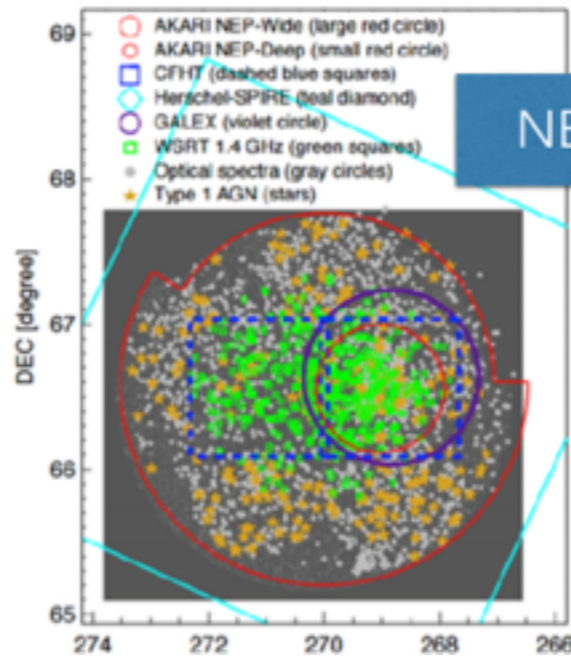 AKARI NEP-Wide (large red circle)
AKARI NEP-Deep (small red circle)
CFHT (dashed blue squares)
Herschel-SPIRE (teal diamond)
GALEX (violet circle)
WSRT 1.4 GHz (green squares)
Optical spectra (gray circles)
Type 1 AGN (stars)
NE
DEC [degree]
69
68
67
66
65
274 272 270 268 266